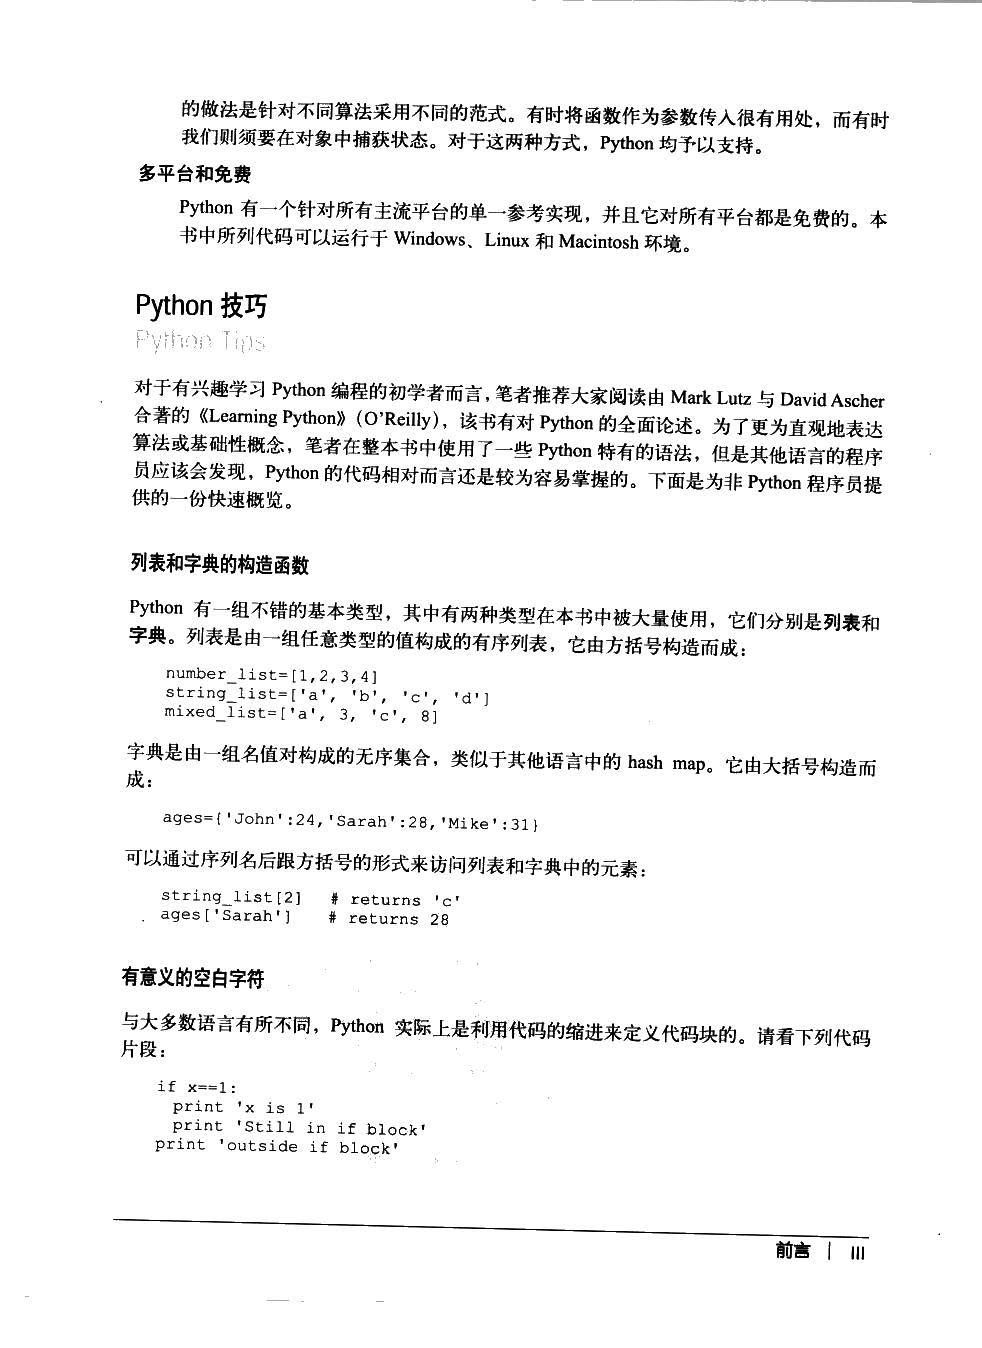 的做法是针对不同算法采用不同的范式。有时将函数作为参数传入很有用处，而有时
我们则须要在对象中捕获状态。对于这两种方式，Python 均予以支持。
多平台和免费
Python 有一个针对所有主流平台的单一参考实现，并且它对所有平台都是免费的。本
书中所列代码可以运行于 Windows、Linux 和 Macintosh 环境。
Python 技巧
Python Tips
对于有兴趣学习 Python 编程的初学者而言，笔者推荐大家阅读由 Mark Lutz 与 David Ascher
合著的《Learning Python》（O'Reilly），该书有对 Python 的全面论述。为了更为直观地表达
算法或基础性概念，笔者在整本书中使用了一些 Python 特有的语法，但是其他语言的程序
员应该会发现，Python 的代码相对而言还是较为容易掌握的。下面是为非 Python 程序员提
供的一份快速概览。
列表和字典的构造函数
Python 有一组不错的基本类型，其中有两种类型在本书中被大量使用，它们分别是列表和
字典。列表是由一组任意类型的值构成的有序列表，它由方括号构造而成：
number_list=[1,2,3,4]
string_list=['a', 'b', 'c', 'd']
mixed_list=['a', 3, 'c', 8]
字典是由一组名值对构成的无序集合，类似于其他语言中的 hash map。它由大括号构造而
成：
ages={'John':24,'Sarah':28,'Mike':31}
可以通过序列名后跟方括号的形式来访问列表和字典中的元素：
string_list[2] # returns 'c'
ages['Sarah'] # returns 28
有意义的空白字符
与大多数语言有所不同，Python 实际上是利用代码的缩进来定义代码块的。请看下列代码
片段：
if x==1:
print 'x is 1'
print 'Still in if block'
print 'outside if block'
前言 | III